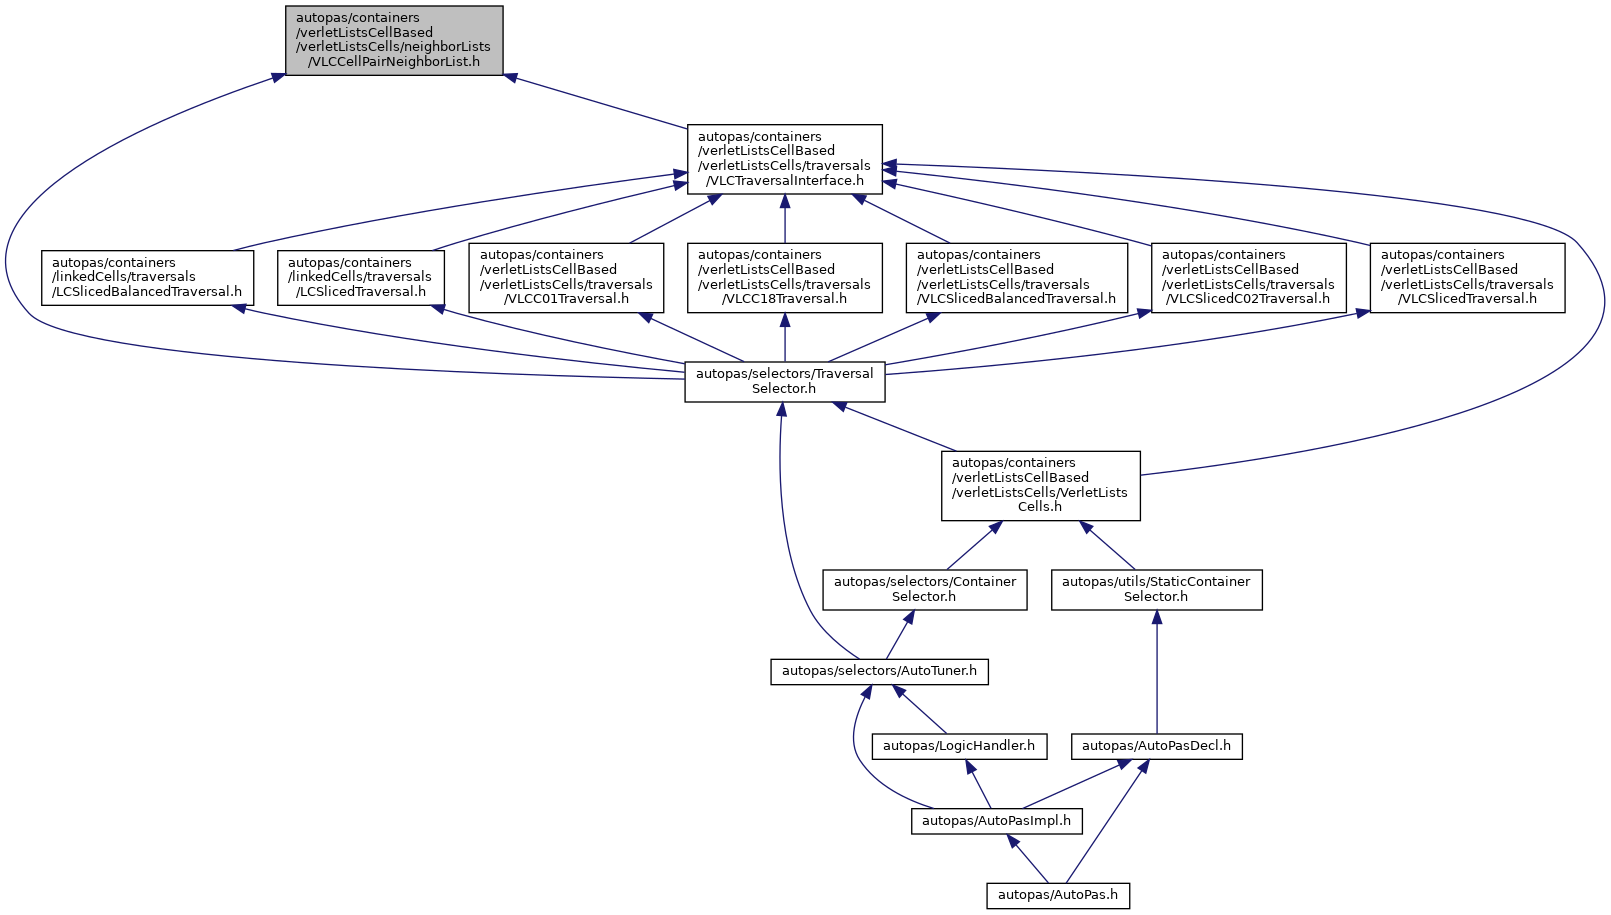 autopas/containers
/verletListsCellBased
/verletListsCells/neighborLists
/VLCCellPairNeighborList.h
autopas/containers
/verletListsCellBased
/verletListsCells/traversals
/VLCTraversalInterface.h
autopas/containers
/linkedCells/traversals
/LCSlicedBalancedTraversal.h
autopas/containers
/linkedCells/traversals
/LCSlicedTraversal.h
autopas/containers
/verletListsCellBased
/verletListsCells/traversals
/VLCC01Traversal.h
autopas/containers
/verletListsCellBased
/verletListsCells/traversals
/VLCC18Traversal.h
autopas/containers
/verletListsCellBased
/verletListsCells/traversals
/VLCSlicedBalancedTraversal.h
autopas/containers
/verletListsCellBased
/verletListsCells/traversals
/VLCSlicedC02Traversal.h
autopas/containers
/verletListsCellBased
/verletListsCells/traversals
/VLCSlicedTraversal.h
autopas/selectors/Traversal
Selector.h
autopas/containers
/verletListsCellBased
/verletListsCells/VerletLists
Cells.h
autopas/selectors/Container
Selector.h
autopas/utils/StaticContainer
Selector.h
autopas/selectors/AutoTuner.h
autopas/LogicHandler.h
autopas/AutoPasDecl.h
autopas/AutoPasImpl.h
autopas/AutoPas.h